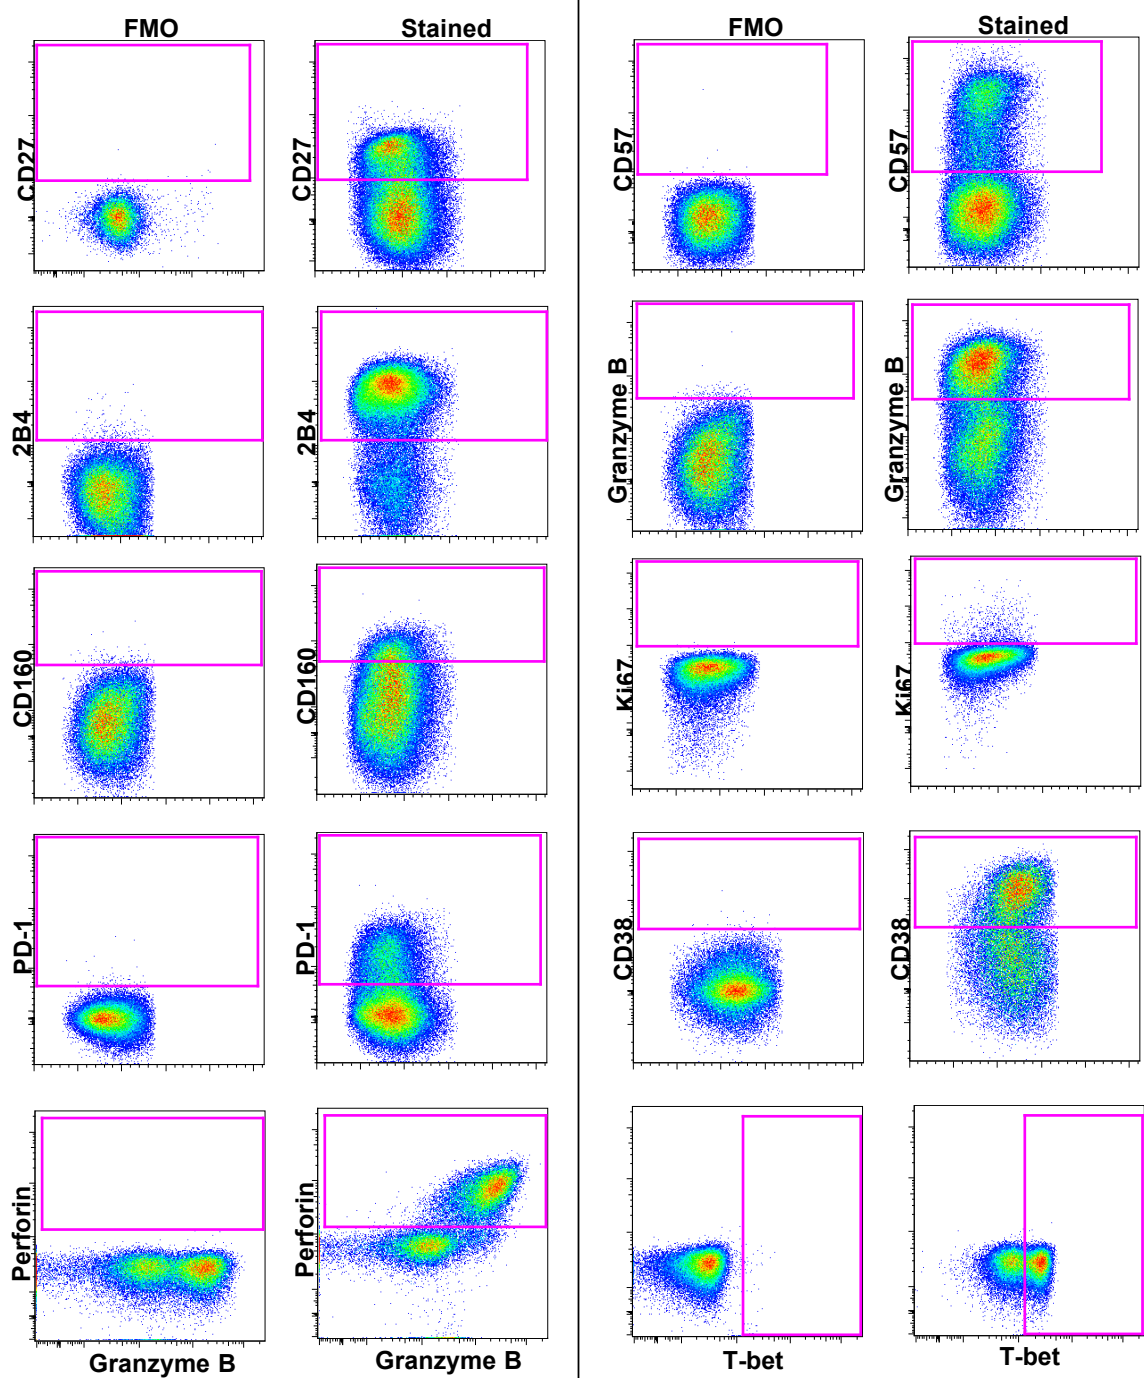 FMO
Stained
FMO
Stained
CD27
CD27
CD57
CD57
2B4
2B4
Granzyme B
Granzyme B
CD160
CD160
Ki67
Ki67
PD-1
PD-1
CD38
CD38
Perforin
Perforin
Granzyme B
Granzyme B
T-bet
T-bet